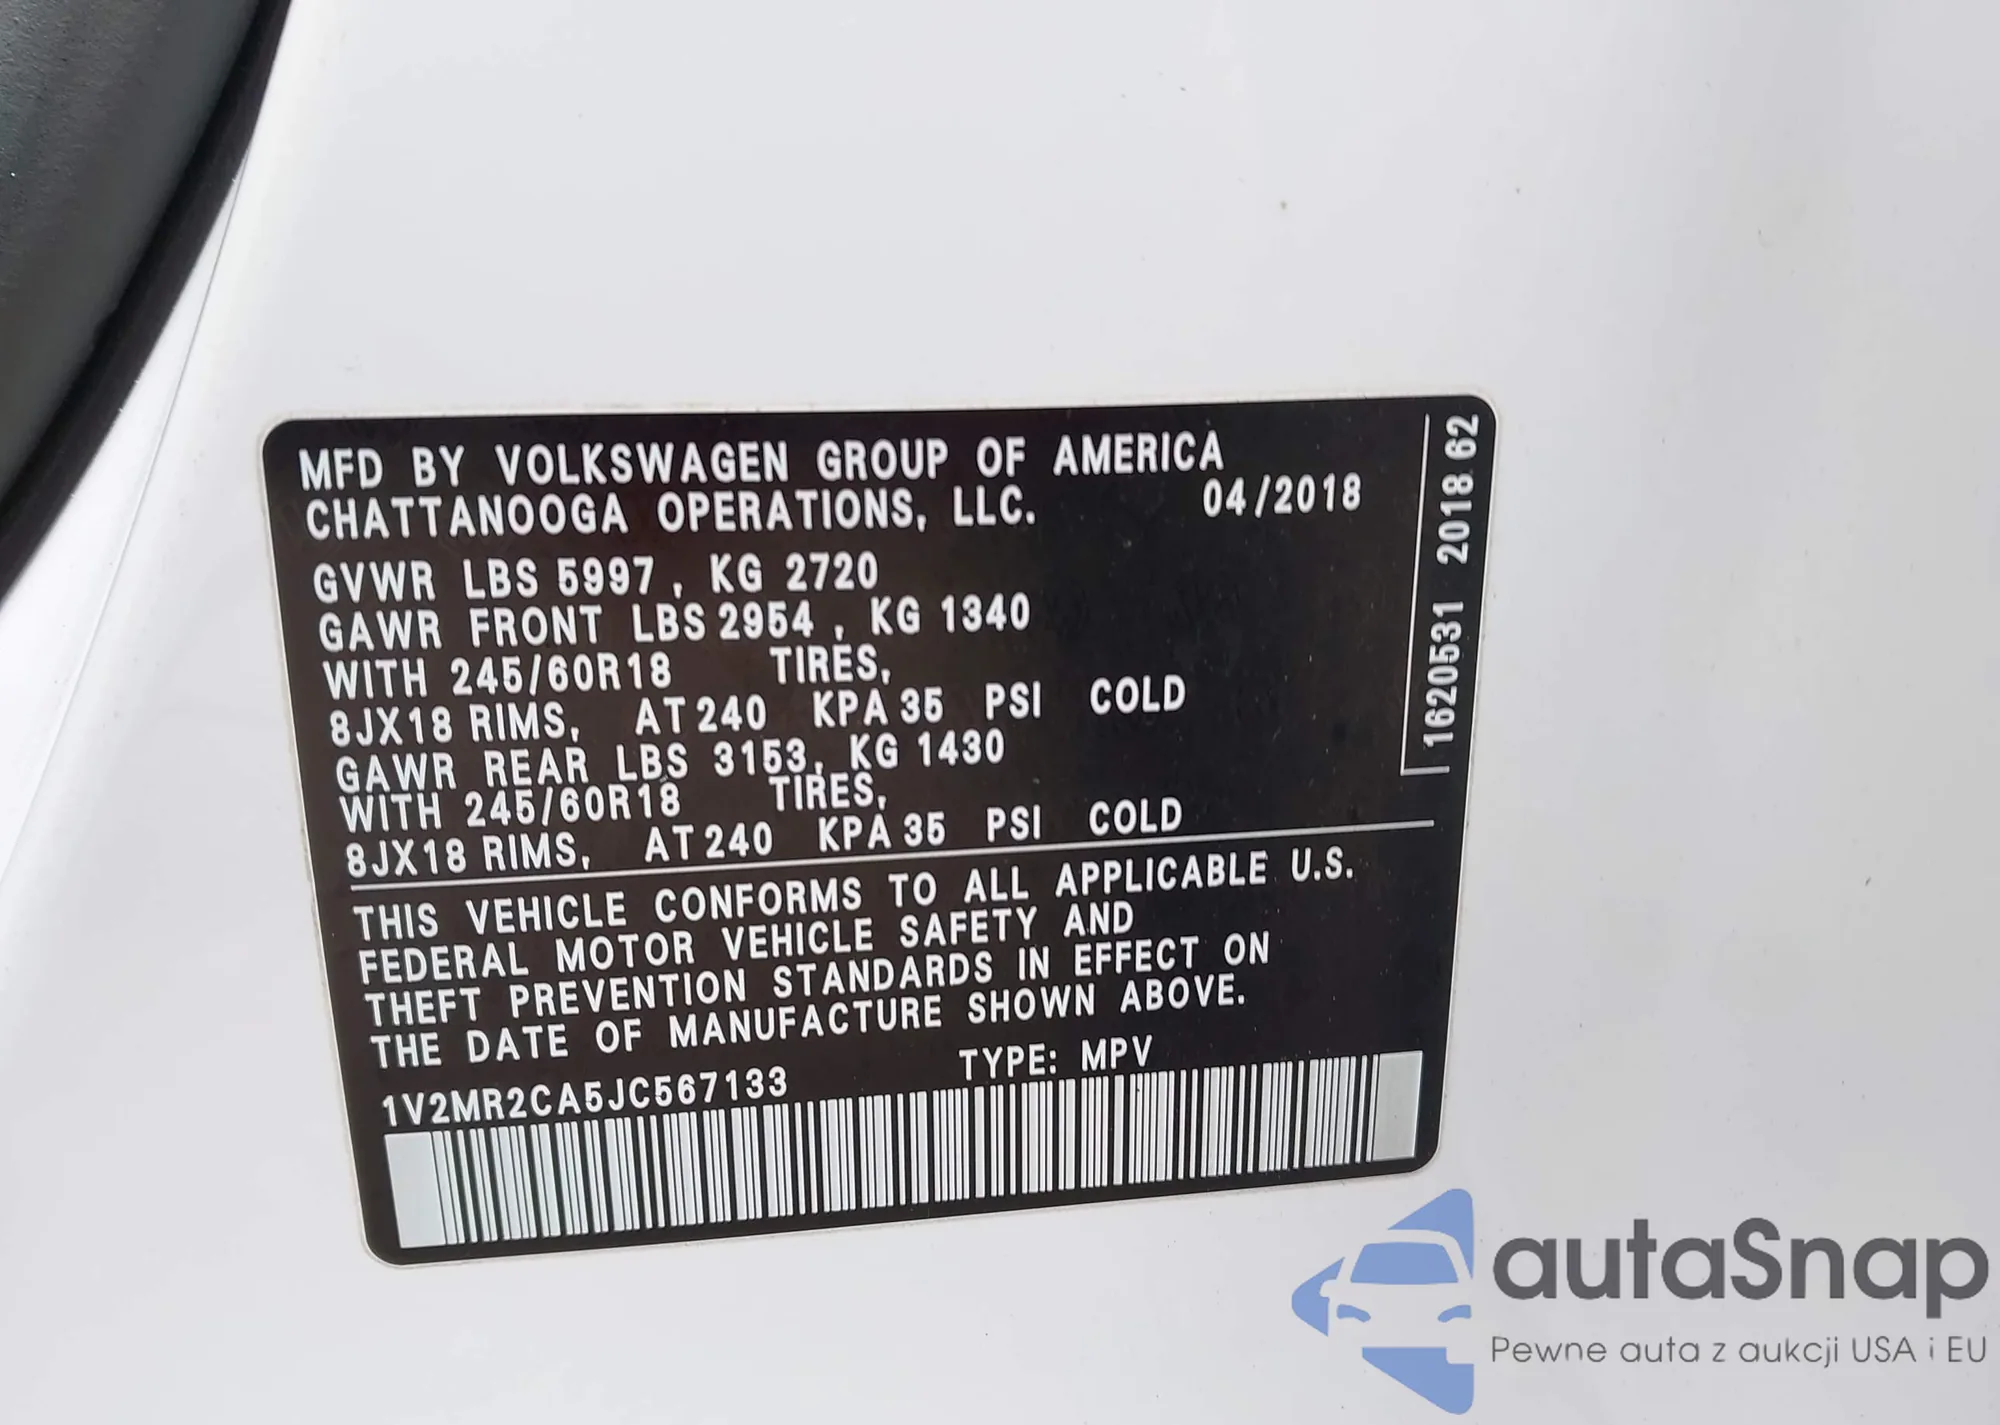 MFD BY VOLKSWAGEN GROUP OF AMERICA
CHATTANOOGA OPERATIONS, LLC. 04/2018
GVWR LBS 5997, KG 2720
GAWR FRONT LBS 2954, KG 1340
WITH 245/60R18 TIRES,
8JX18 RIMS, AT 240 KPA 35 PSI COLD
GAWR REAR LBS 3153, KG 1430
WITH 245/60R18 TIRES,
8JX18 RIMS, AT 240 KPA 35 PSI COLD
THIS VEHICLE CONFORMS TO ALL APPLICABLE U.S.
FEDERAL MOTOR VEHICLE SAFETY AND
THEFT PREVENTION STANDARDS IN EFFECT ON
THE DATE OF MANUFACTURE SHOWN ABOVE.
1V2MR2CA5JC567133 TYPE: MPV
1620531 2018 62
autaSnap
Pewne auta z aukcji USA i EU